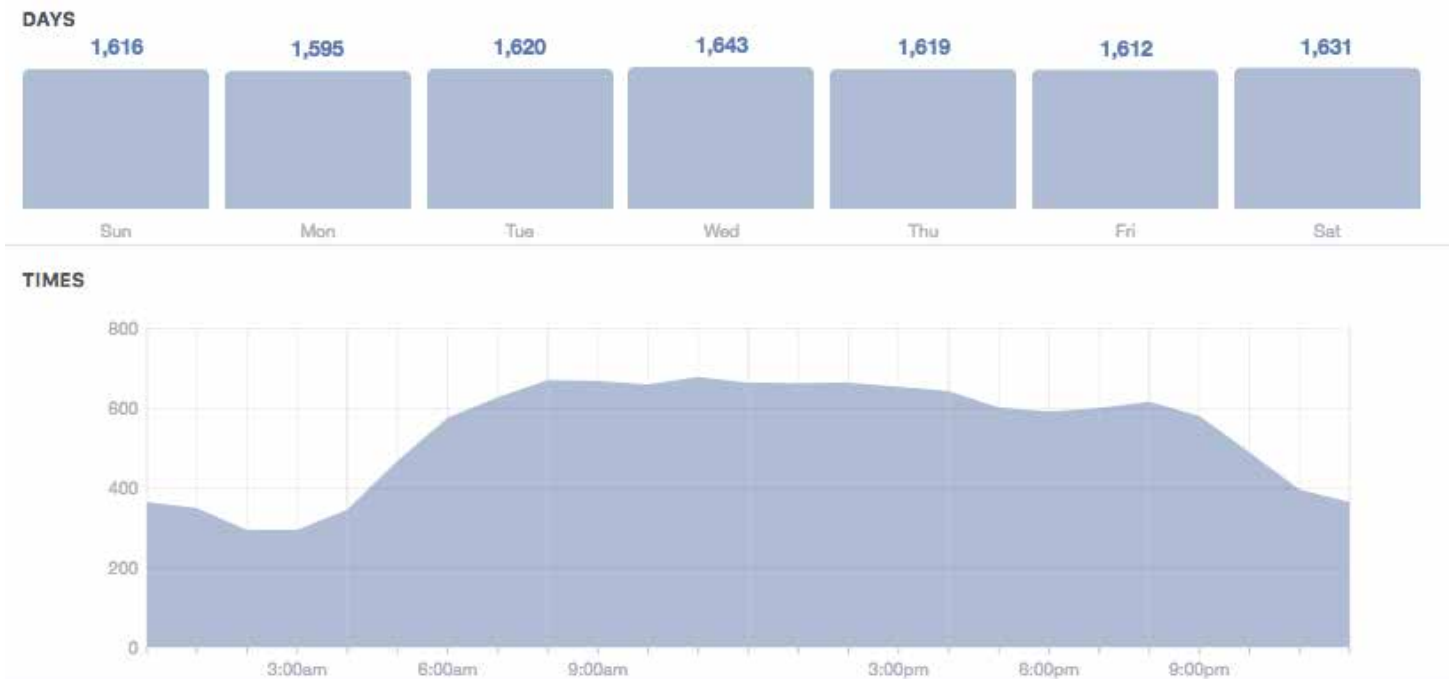 DAYS
1,616 1,595 1,620 1,643 1,619 1,612 1,631
Sun Mon Tue Wed Thu Fri Sat
TIMES
800
600
400
200
0
3:00am 6:00am 9:00am 3:00pm 6:00pm 9:00pm